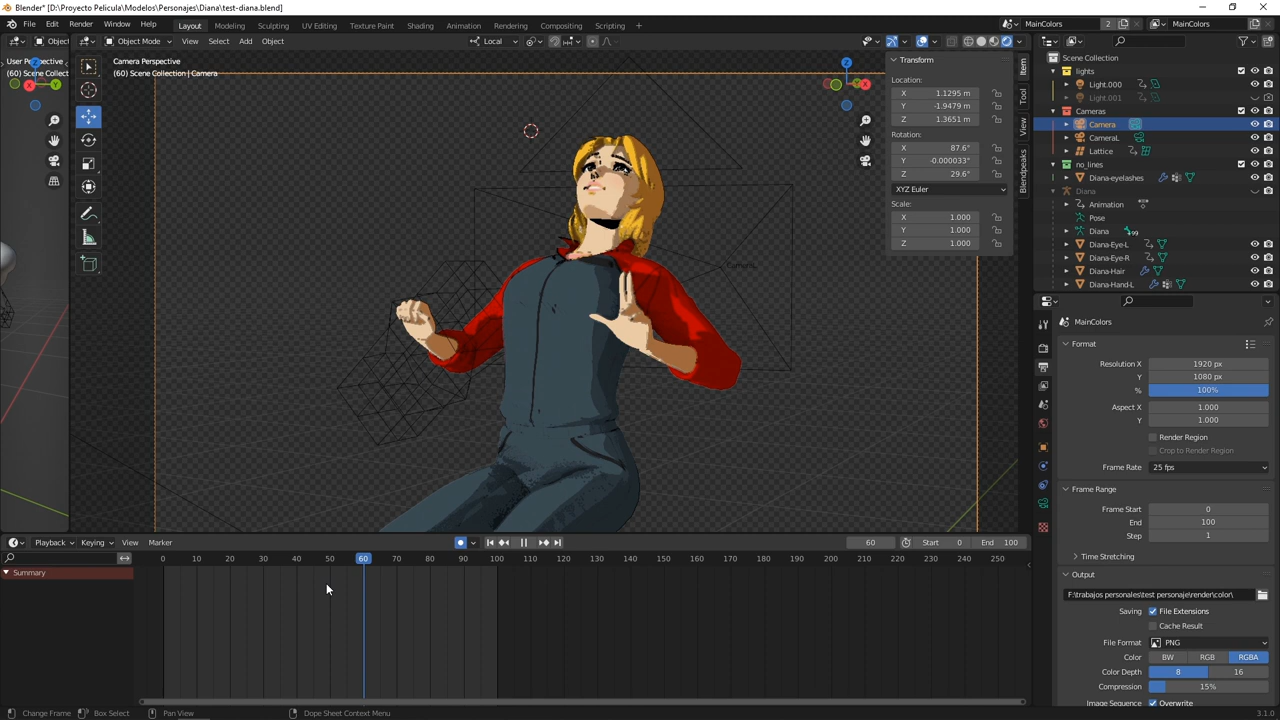 Blender* [D:\Proyecto Pelicula\Modelos\Personajes\Diana\test-diana.blend]
File Edit Render Window Help Layout Modeling Sculpting UV Editing Texture Paint Shading Animation Rendering Compositing Scripting MainColors 2 MainColors
Object Object Mode View Select Add Object Local
User Perspective
(60) Scene Collect
Camera Perspective
(60) Scene Collection | Camera
Z
Y
X
Z
Y
X
Camera
Transform
Location:
X 1.1295 m
Y -1.9479 m
Z 1.3651 m
Rotation:
X 87.6°
Y -0.000033°
Z 29.6°
XYZ Euler
Scale:
X 1.000
Y 1.000
Z 1.000
Item
Tool
View
Blendpeaks
Scene Collection
lights
Light.000
Light.001
Cameras
Camera
CameraL
Lattice
no_lines
Diana-eyelashes
Diana
Animation
Pose
Diana 99
Diana-Eye-L
Diana-Eye-R
Diana-Hair
Diana-Hand-L
MainColors
Format
Resolution X 1920 px
Y 1080 px
% 100%
Aspect X 1.000
Y 1.000
Render Region
Crop to Render Region
Frame Rate 25 fps
Frame Range
Frame Start 0
End 100
Step 1
Time Stretching
Output
F:\trabajos personales\test personaje\render\color\
Saving File Extensions
Cache Result
File Format PNG
Color BW RGB RGBA
Color Depth 8 16
Compression 15%
Image Sequence Overwrite
Playback Keying View Marker 60 Start 0 End 100
0 10 20 30 40 50 60 70 80 90 100 110 120 130 140 150 160 170 180 190 200 210 220 230 240 250
Summary
Change Frame Box Select Pan View Dope Sheet Context Menu 3.1.0